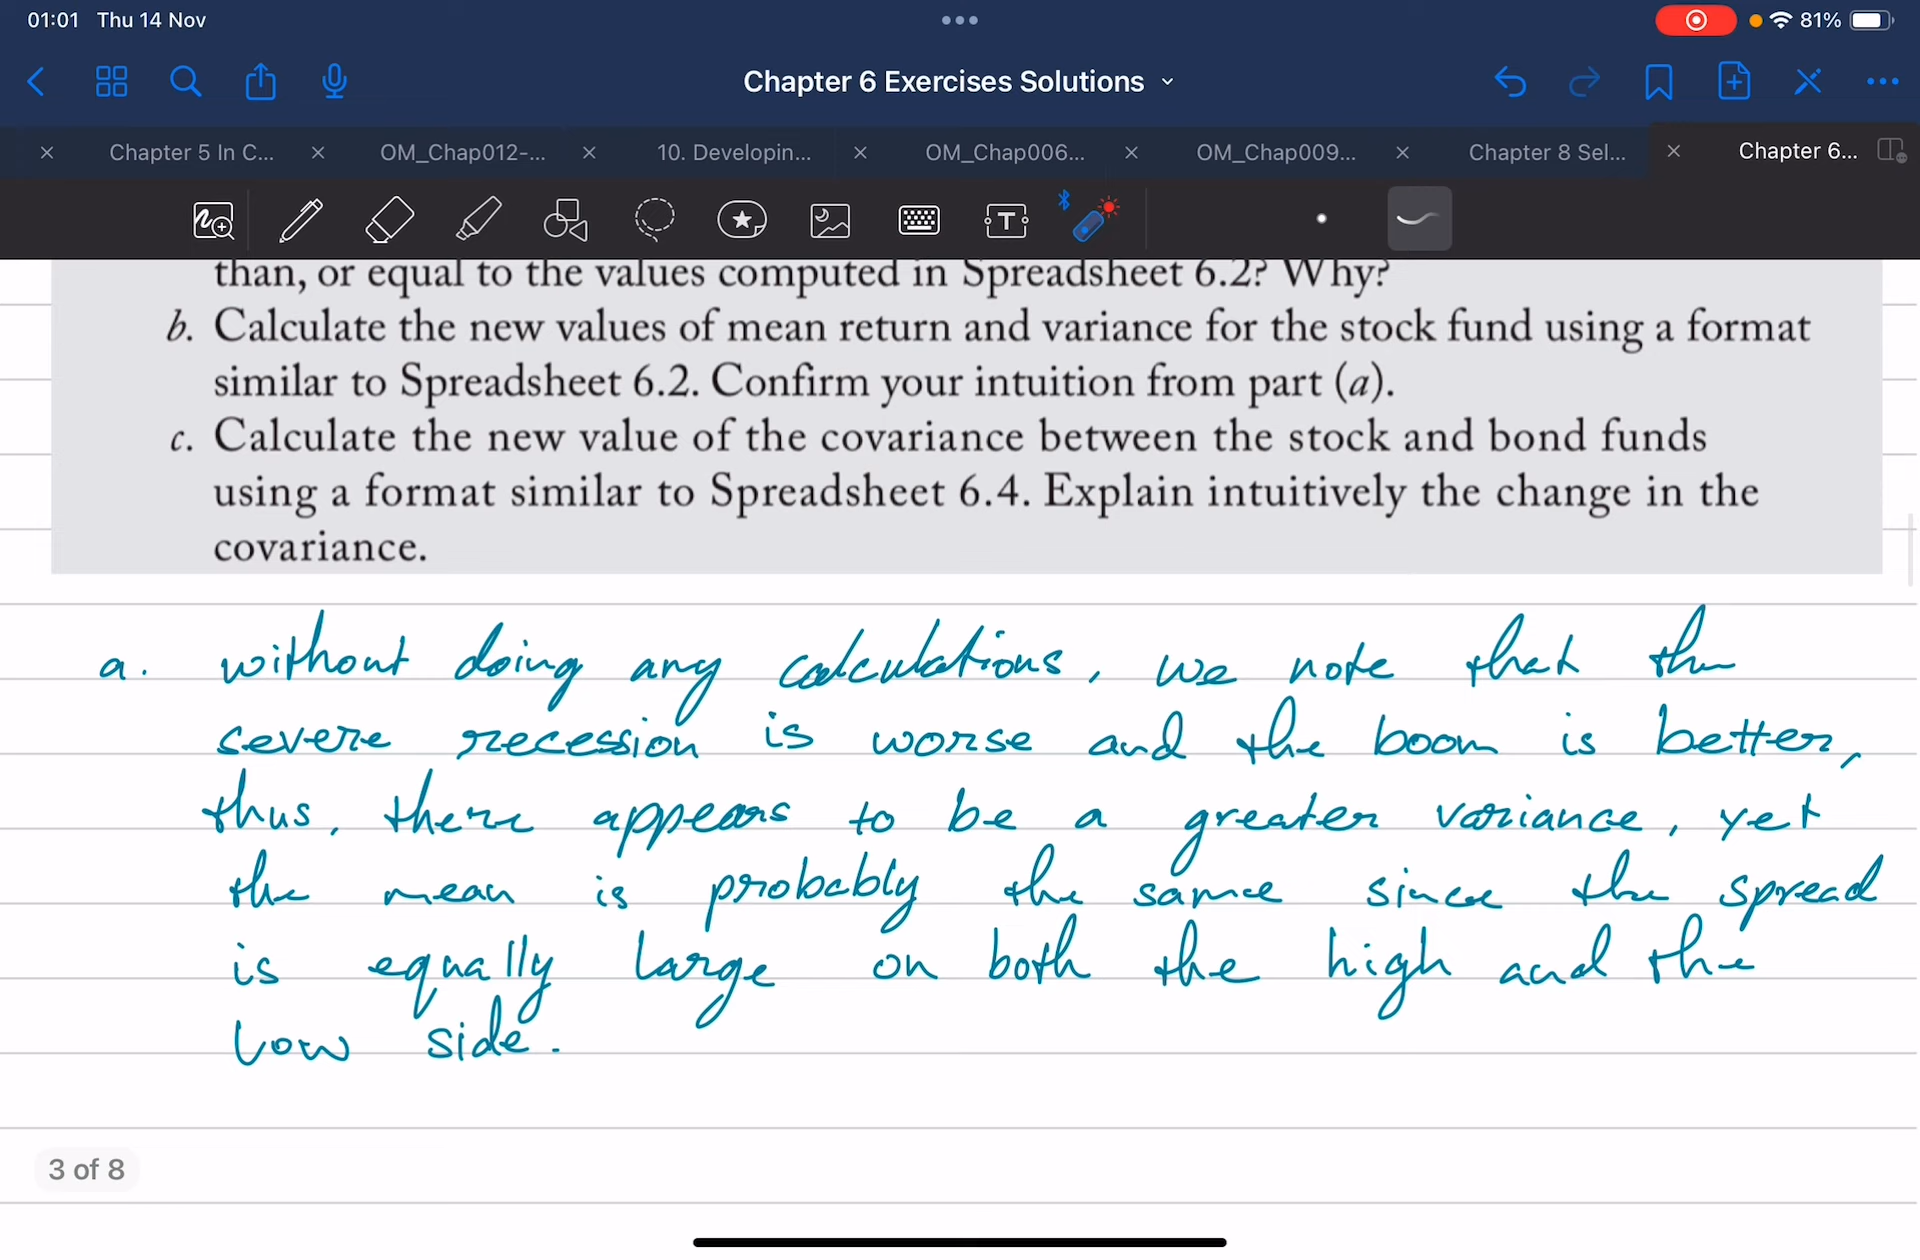 01:01 Thu 14 Nov
81%
Chapter 6 Exercises Solutions
Chapter 5 In C...
OM_Chap012-...
10. Developin...
OM_Chap006...
OM_Chap009...
Chapter 8 Sel...
Chapter 6...
than, or equal to the values computed in Spreadsheet 6.2? Why?
b. Calculate the new values of mean return and variance for the stock fund using a format
similar to Spreadsheet 6.2. Confirm your intuition from part (a).
c. Calculate the new value of the covariance between the stock and bond funds
using a format similar to Spreadsheet 6.4. Explain intuitively the change in the
covariance.
a. without doing any calculations, we note that the
severe recession is worse and the boom is better,
thus, there appears to be a greater variance, yet
the mean is probably the same since the spread
is equally large on both the high and the
low side.
3 of 8